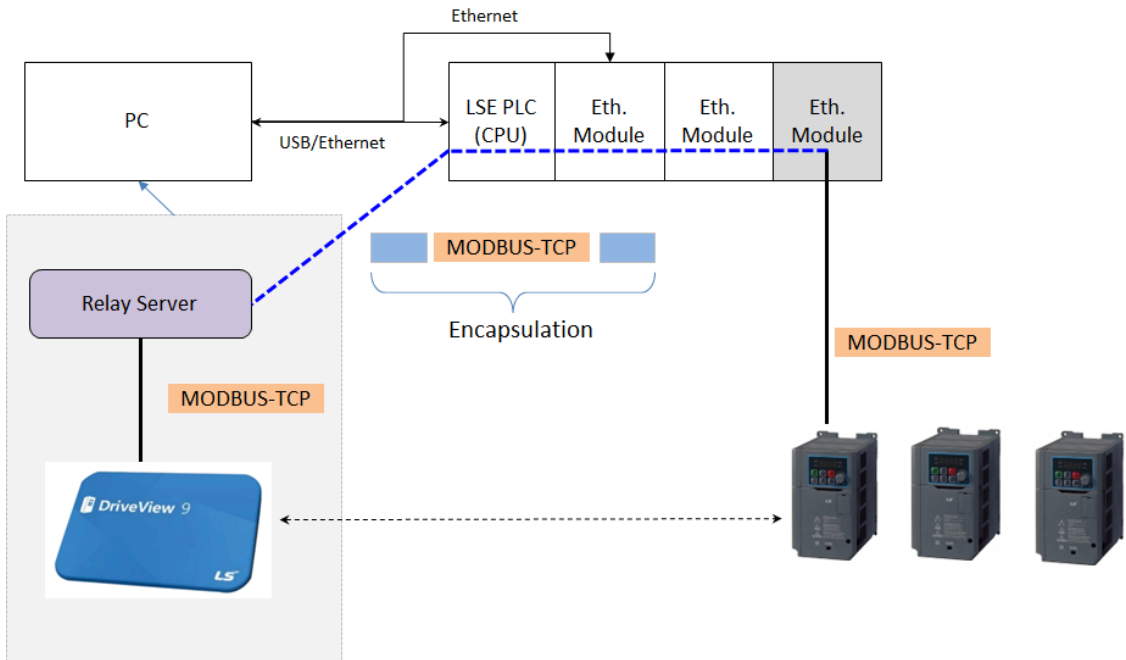 Ethernet
PC
USB/Ethernet
LSE PLC
(CPU)
Eth.
Module
Eth.
Module
Eth.
Module
MODBUS-TCP
Encapsulation
Relay Server
MODBUS-TCP
MODBUS-TCP
DriveView 9
LS